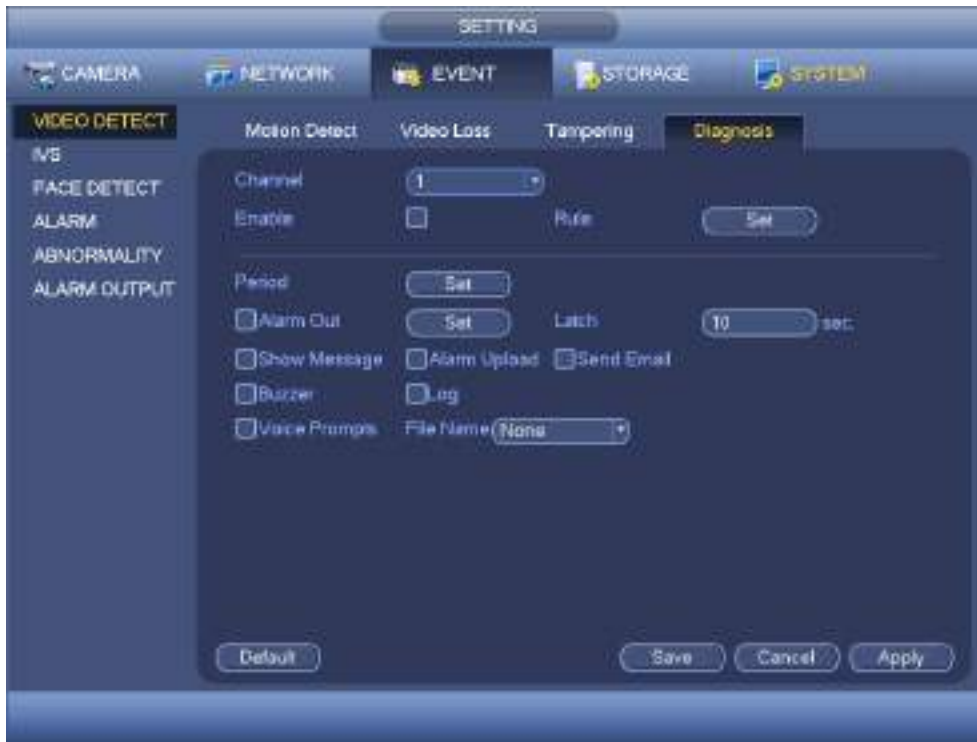 SETTING
CAMERA NETWORK EVENT STORAGE SYSTEM
VIDEO DETECT
IVS
FACE DETECT
ALARM
ABNORMALITY
ALARM OUTPUT
Motion Detect Video Loss Tampering Diagnosis
Channel 1
Enable Rule Set
Period Set
Alarm Out Set Latch 10 sec.
Show Message Alarm Upload Send Email
Buzzer Log
Voice Prompts File Name None
Default Save Cancel Apply